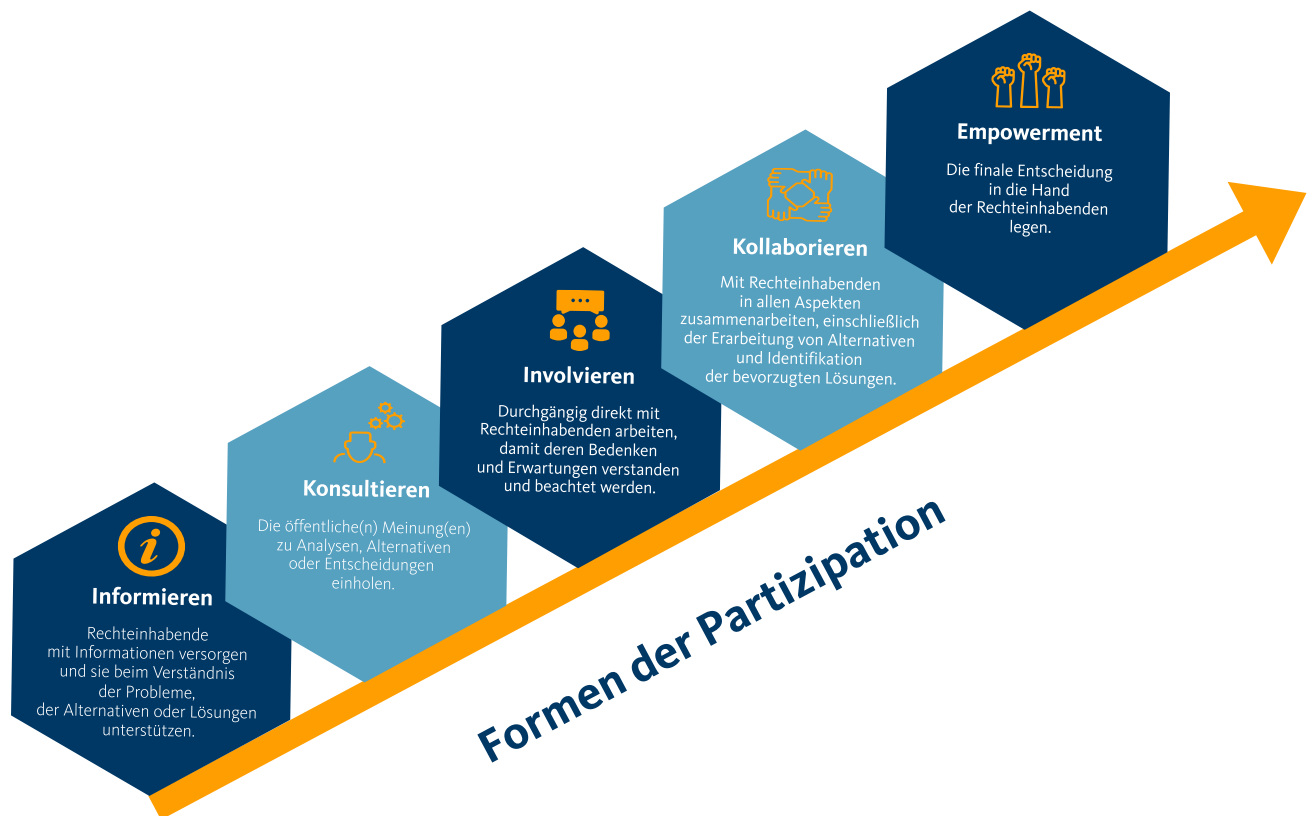 Informieren
Rechteinhabende
mit Informationen versorgen
und sie beim Verständnis
der Probleme,
der Alternativen oder Lösungen
unterstützen.
Konsultieren
Die öffentliche(n) Meinung(en)
zu Analysen, Alternativen
oder Entscheidungen
einholen.
Involvieren
Durchgängig direkt mit
Rechteinhabenden arbeiten,
damit deren Bedenken
und Erwartungen verstanden
und beachtet werden.
Kollaborieren
Mit Rechteinhabenden
in allen Aspekten
zusammenarbeiten, einschließlich
der Erarbeitung von Alternativen
und Identifikation
der bevorzugten Lösungen.
Empowerment
Die finale Entscheidung
in die Hand
der Rechteinhabenden
legen.
Formen der Partizipation